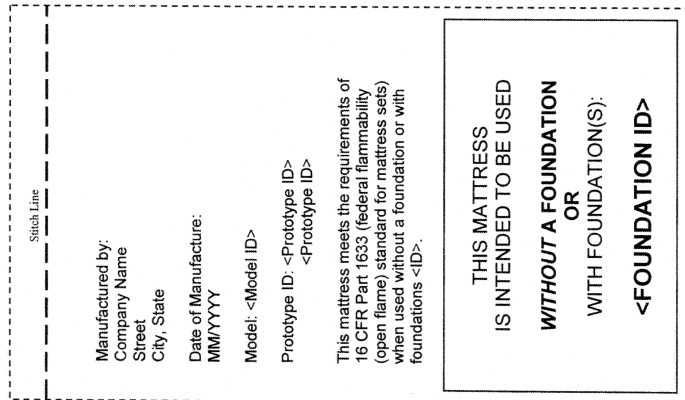 Stitch Line
Manufactured by:
Company Name
Street
City, State
Date of Manufacture:
MM/YYYY
Model: <Model ID>
Prototype ID: <Prototype ID>
<Prototype ID>
This mattress meets the requirements of
16 CFR Part 1633 (federal flammability
(open flame) standard for mattress sets)
when used without a foundation or with
foundations <ID>.
THIS MATTRESS
IS INTENDED TO BE USED
WITHOUT A FOUNDATION
OR
WITH FOUNDATION(S):
<FOUNDATION ID>